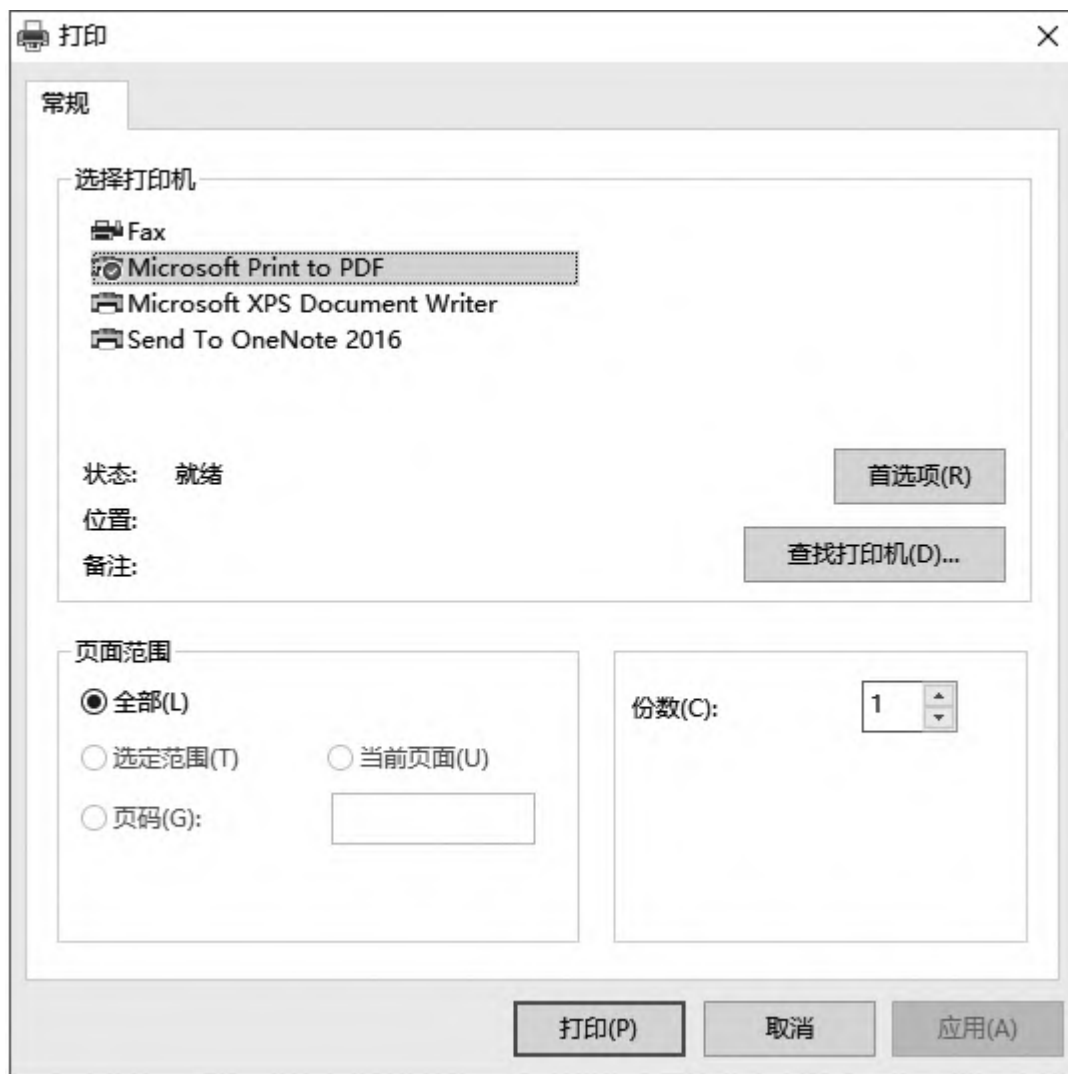 打印
常规
选择打印机
Fax
Microsoft Print to PDF
Microsoft XPS Document Writer
Send To OneNote 2016
状态: 就绪
首选项(R)
位置:
查找打印机(D)...
备注:
页面范围
全部(L)
份数(C): 1
选定范围(T) 当前页面(U)
页码(G):
打印(P) 取消 应用(A)